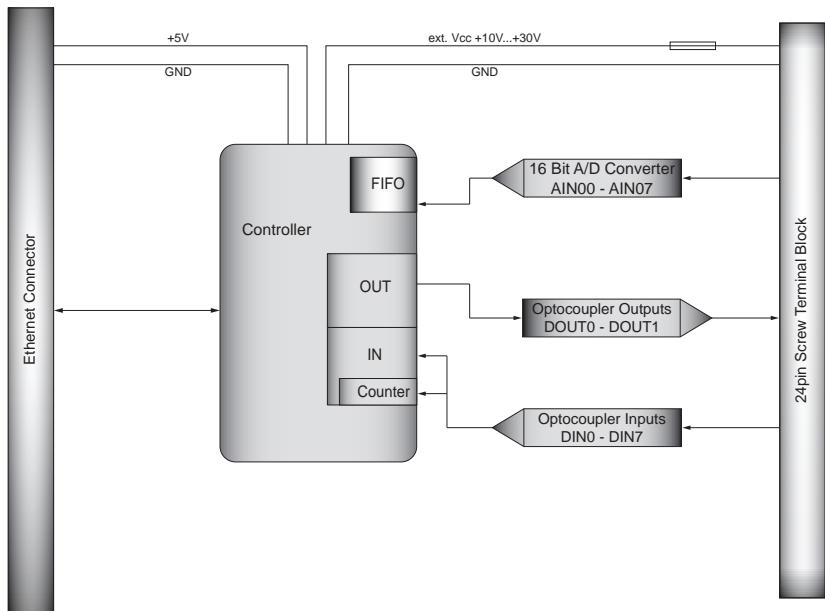 +5V
ext. Vcc +10V...+30V
GND
GND
FIFO
16 Bit A/D Converter
AIN00 - AIN07
Controller
Ethernet Connector
OUT
Optocoupler Outputs
DOUT0 - DOUT1
24pin Screw Terminal Block
IN
Counter
Optocoupler Inputs
DIN0 - DIN7